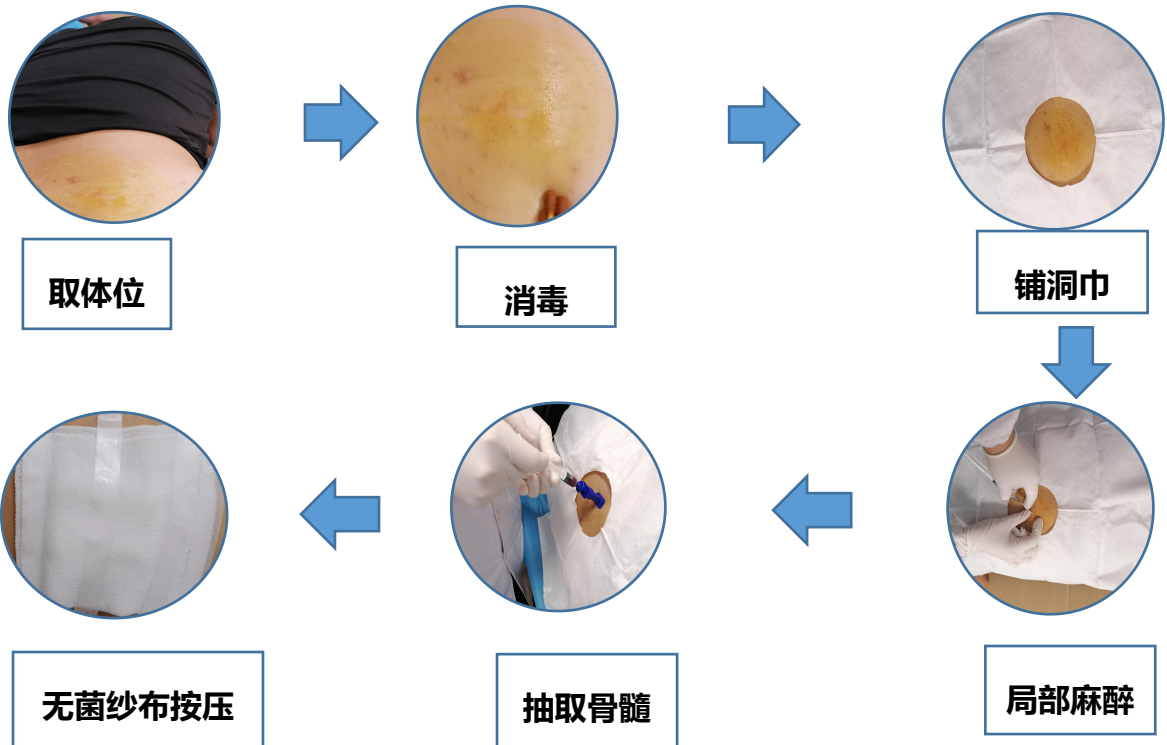 取体位
消毒
铺洞巾
局部麻醉
抽取骨髓
无菌纱布按压